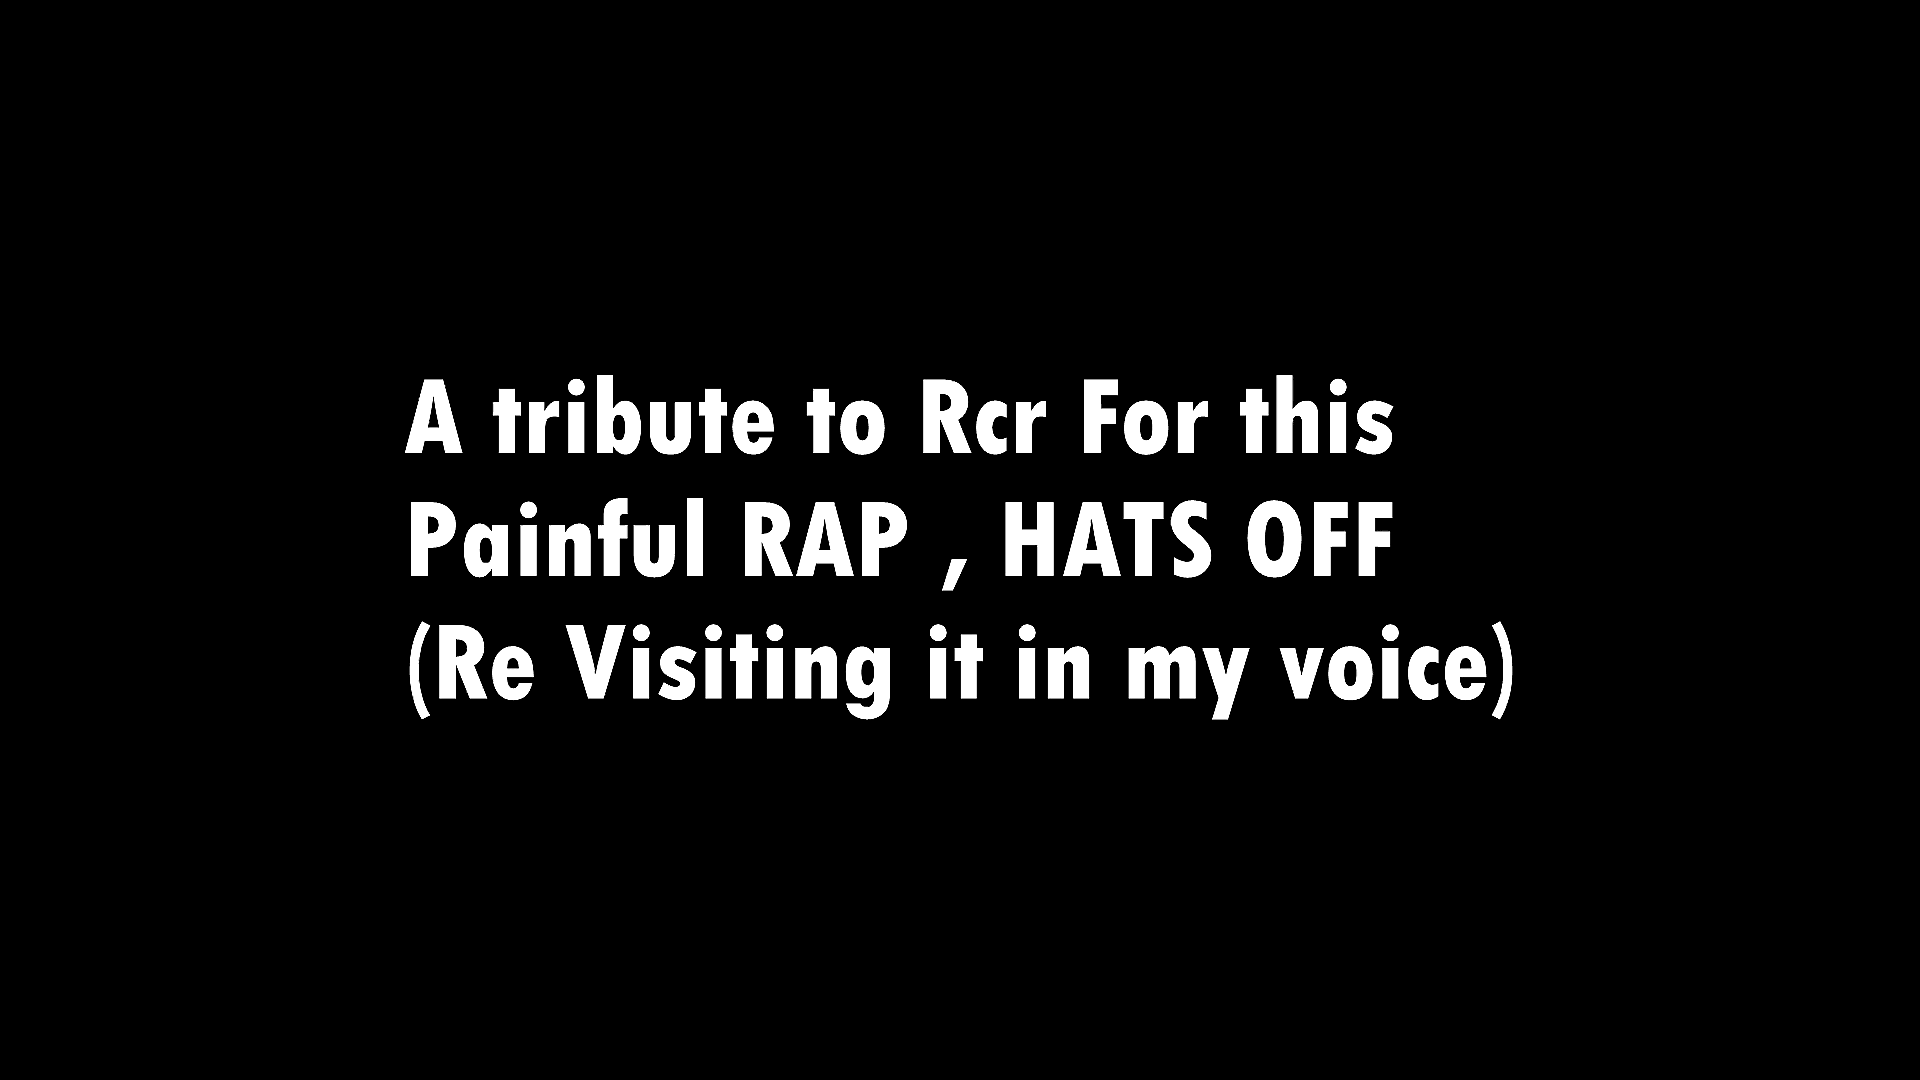 A tribute to Rcr For this
Painful RAP , HATS OFF
(Re Visiting it in my voice)